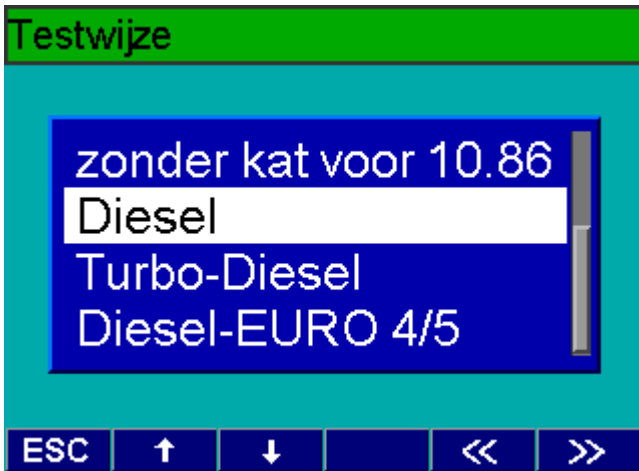 Testwijze
zonder kat voor 10.86
Diesel
Turbo-Diesel
Diesel-EURO 4/5
ESC ↑ ↓ << >>